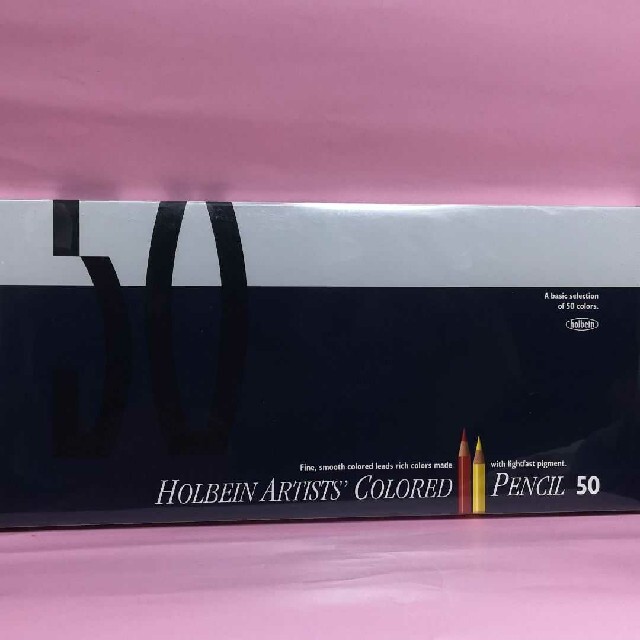 50
A basic selection
of 50 colors.
holbein
Fine, smooth colored leads rich colors made with lightfast pigment.
HOLBEIN ARTISTS' COLORED PENCIL 50